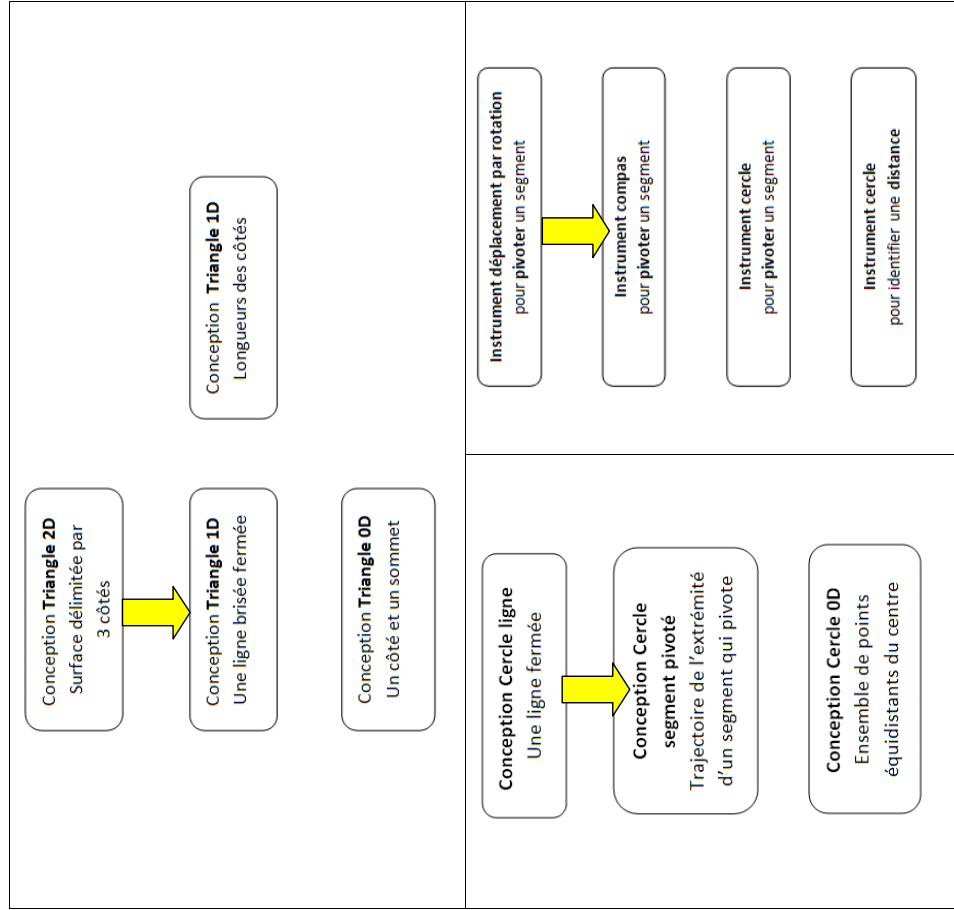 Conception Triangle 2D
Surface délimitée par
3 côtés
Conception Triangle 1D
Une ligne brisée fermée
Conception Triangle 0D
Un côté et un sommet
Conception Triangle 1D
Longueurs des côtés
Conception Cercle ligne
Une ligne fermée
Conception Cercle
segment pivoté
Trajectoire de l'extrémité
d'un segment qui pivote
Conception Cercle 0D
Ensemble de points
équidistants du centre
Instrument déplacement par rotation
pour pivoter un segment
Instrument compas
pour pivoter un segment
Instrument cercle
pour pivoter un segment
Instrument cercle
pour identifier une distance